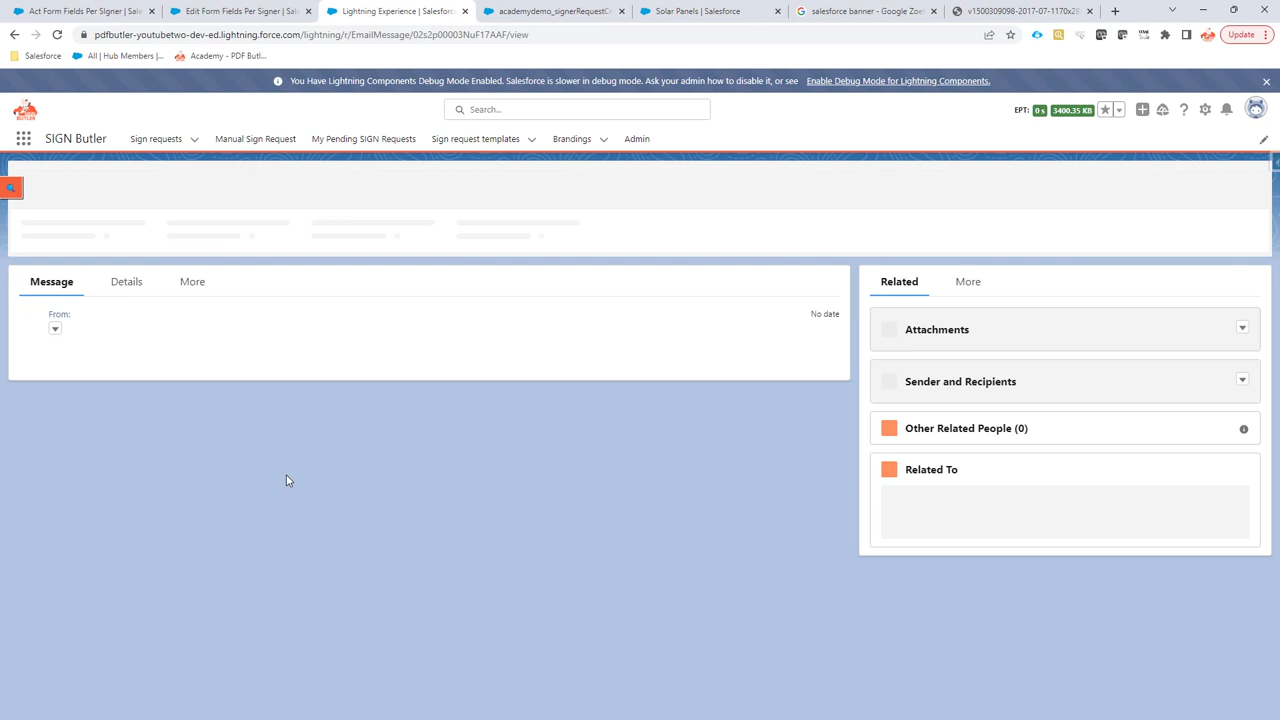 Act Form Fields Per SIgner | Sale
Edit Form Fields Per Signer | Sale
Lightning Experience | Salesforc
academydemo_signerRequestCr
Solar Panels | Salesforce
salesforce banner - Google Zoe
v1500309098-2017-07-1170x28
pdfbutler-youtubetwo-dev-ed.lightning.force.com/lightning/r/EmailMessage/02s2p00003NuF17AAF/view
Update
Salesforce
All | Hub Members |...
Academy - PDF Butl...
You Have Lightning Components Debug Mode Enabled. Salesforce is slower in debug mode. Ask your admin how to disable it, or see Enable Debug Mode for Lightning Components.
Search...
EPT: 0 s 3400.35 KB
SIGN Butler
Sign requests
Manual Sign Request
My Pending SIGN Requests
Sign request templates
Brandings
Admin
Message
Details
More
From:
No date
Related
More
Attachments
Sender and Recipients
Other Related People (0)
Related To